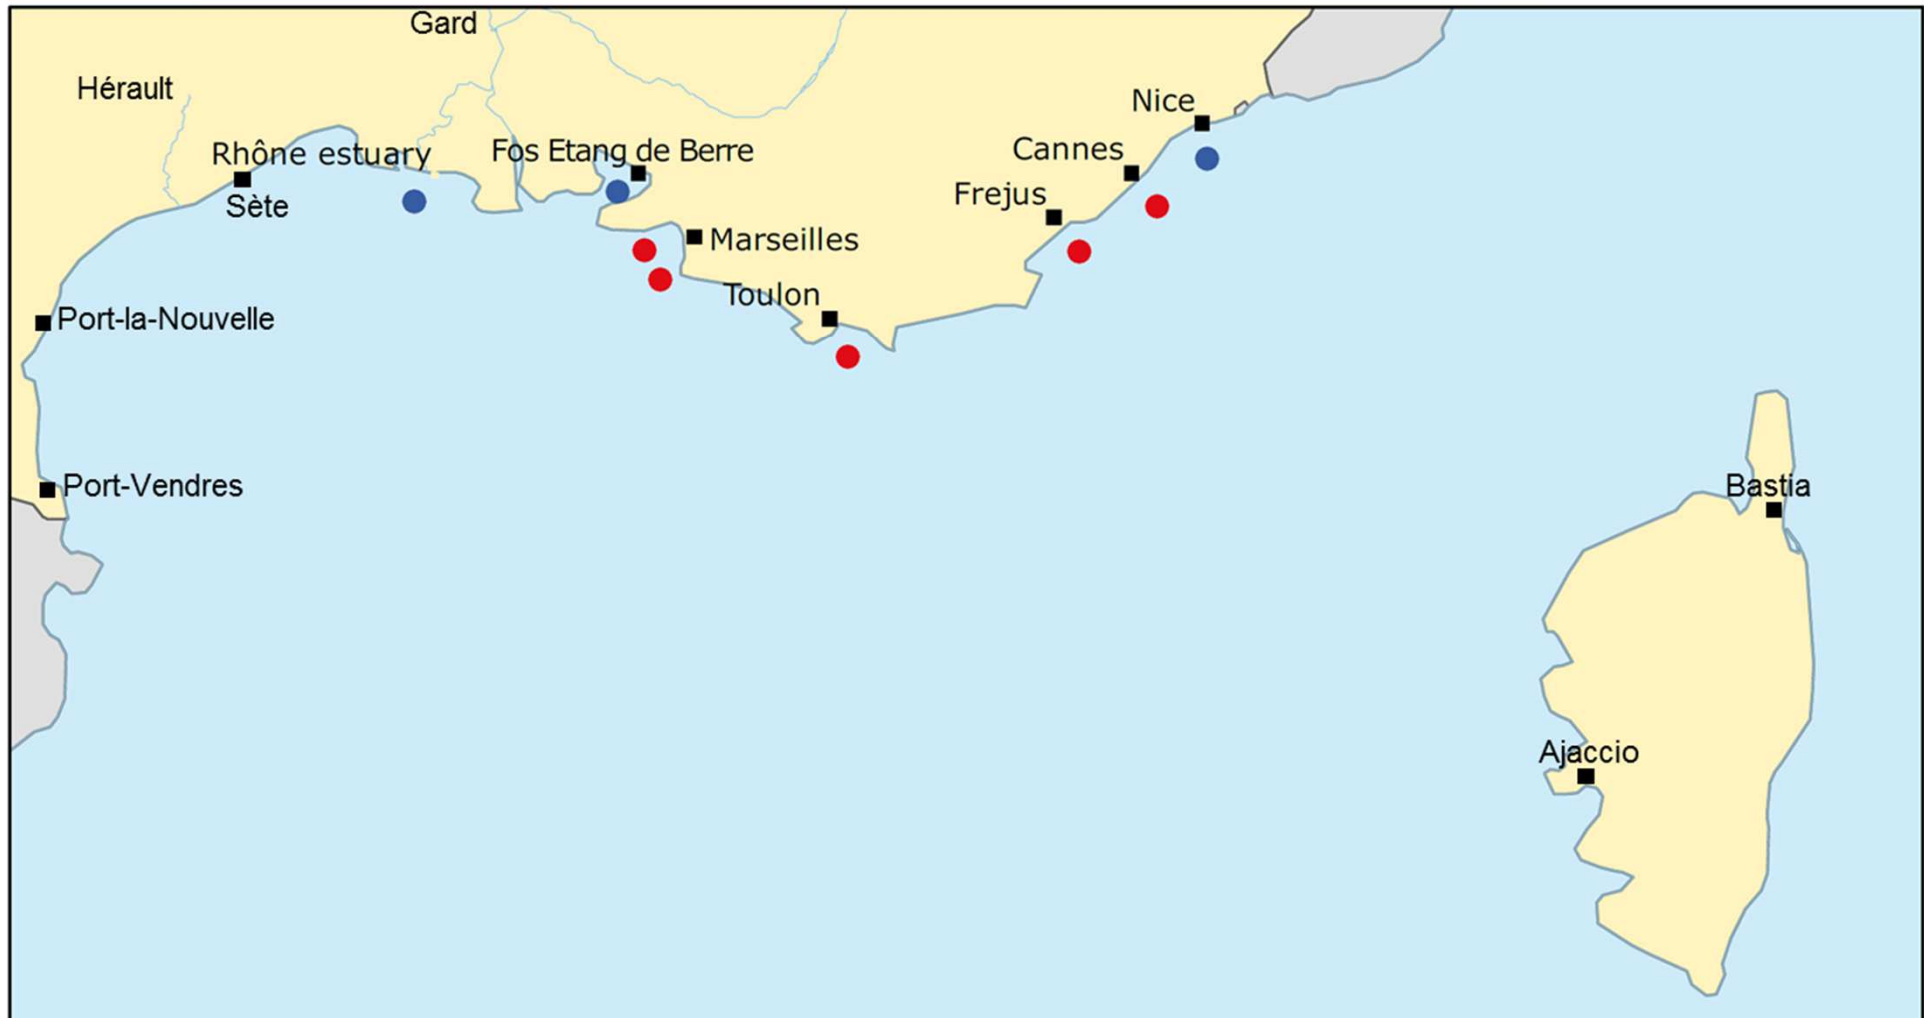 Gard
Hérault
Nice
Rhône estuary
Fos Etang de Berre
Cannes
Frejus
Sète
Marseilles
Toulon
Port-la-Nouvelle
Port-Vendres
Bastia
Ajaccio